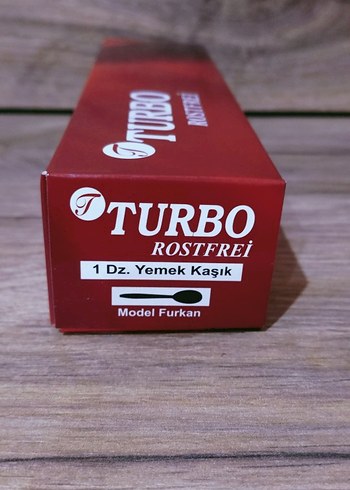 TURBO
ROSTFREİ
T TURBO
ROSTFREİ
1 Dz. Yemek Kaşık
Model Furkan